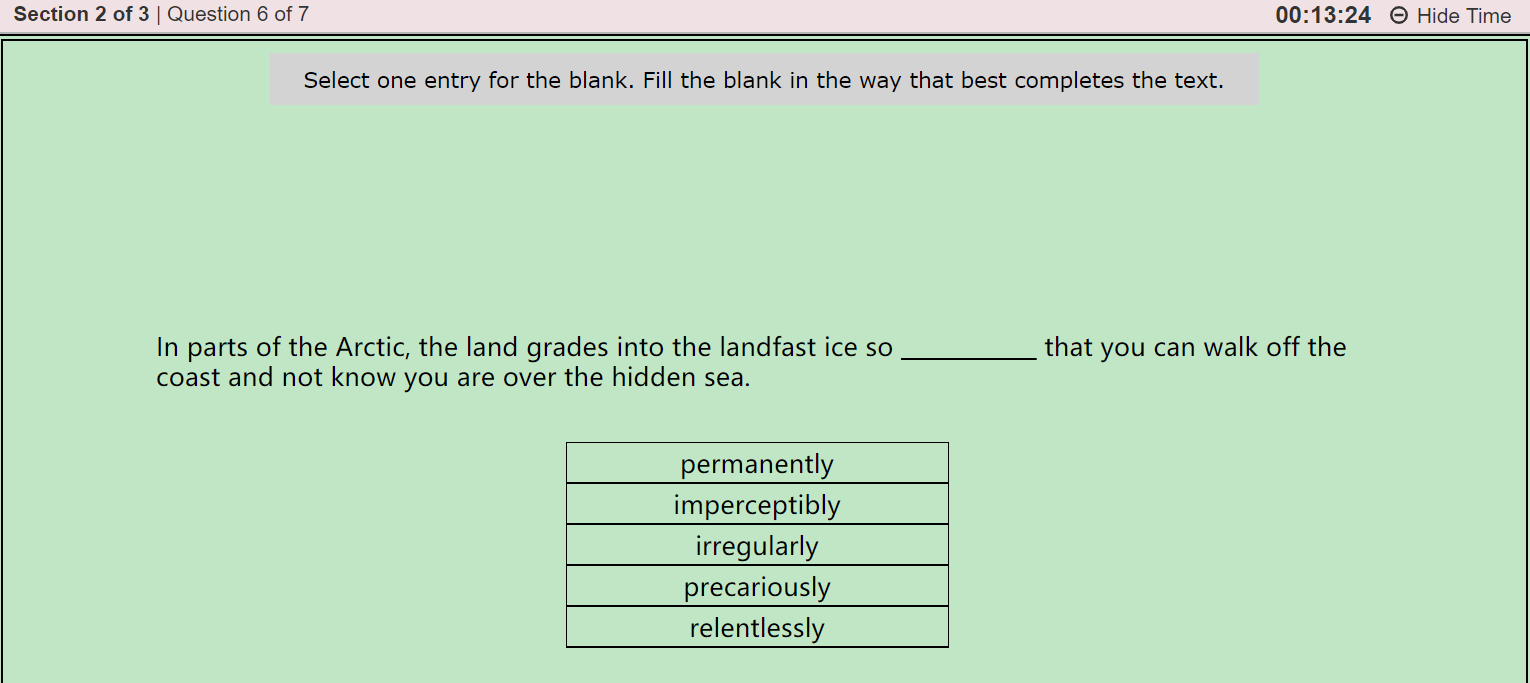 Section 2 of 3 | Question 6 of 7
00:13:24 Hide Time
Select one entry for the blank. Fill the blank in the way that best completes the text.
In parts of the Arctic, the land grades into the landfast ice so __________ that you can walk off the
coast and not know you are over the hidden sea.
permanently
imperceptibly
irregularly
precariously
relentlessly